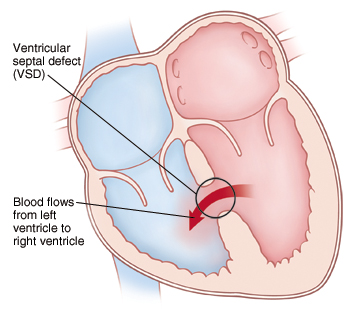 Ventricular
septal defect
(VSD)
Blood flows
from left
ventricle to
right ventricle